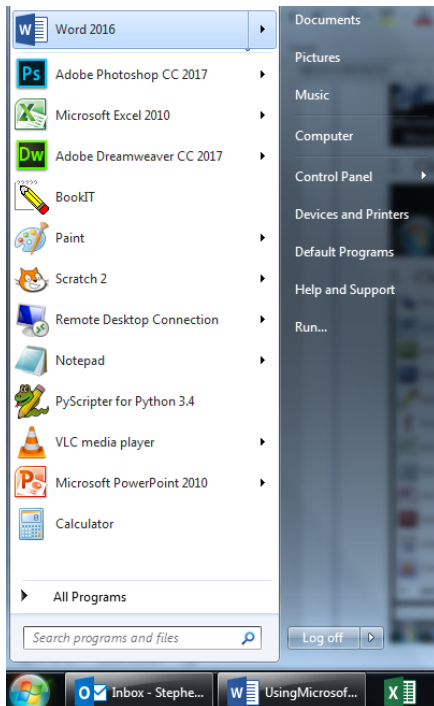 Word 2016
Adobe Photoshop CC 2017
Microsoft Excel 2010
Adobe Dreamweaver CC 2017
BookIT
Paint
Scratch 2
Remote Desktop Connection
Notepad
PyScripter for Python 3.4
VLC media player
Microsoft PowerPoint 2010
Calculator
All Programs
Search programs and files
Documents
Pictures
Music
Computer
Control Panel
Devices and Printers
Default Programs
Help and Support
Run...
Log off
Inbox - Stephe...
UsingMicrosof...